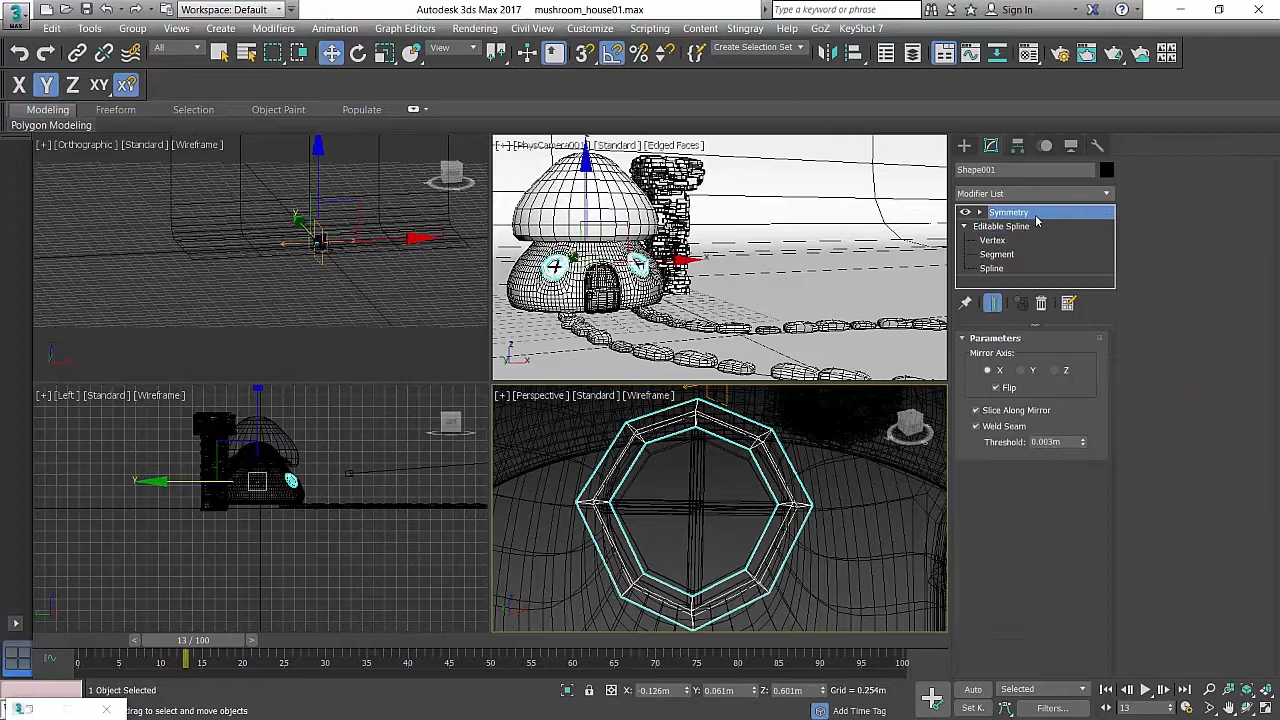 3
MAX
Workspace: Default
Autodesk 3ds Max 2017 mushroom_house01.max
Type a keyword or phrase
Sign In
Edit Tools Group Views Create Modifiers Animation Graph Editors Rendering Civil View Customize Scripting Content Stingray Help GoZ KeyShot 7
All
View
Create Selection Set
X Y Z XY X?
Modeling Freeform Selection Object Paint Populate
Polygon Modeling
[+] [Orthographic ] [Standard ] [Wireframe ]
[+] [PhysCamera001] [Standard ] [Edged Faces ]
Shape001
Modifier List
Symmetry
Editable Spline
Vertex
Segment
Spline
Parameters
Mirror Axis:
X Y Z
Flip
Slice Along Mirror
Weld Seam
Threshold: 0.003m
[+] [Left ] [Standard ] [Wireframe ]
[+] [Perspective ] [Standard ] [Wireframe ]
13 / 100
0 5 10 15 20 25 30 35 40 45 50 55 60 65 70 75 80 85 90 95 100
1 Object Selected
X: -0.126m Y: 0.061m Z: 0.601m Grid = 0.254m
Auto Selected
drag to select and move objects
Add Time Tag
Set K. Filters... 13